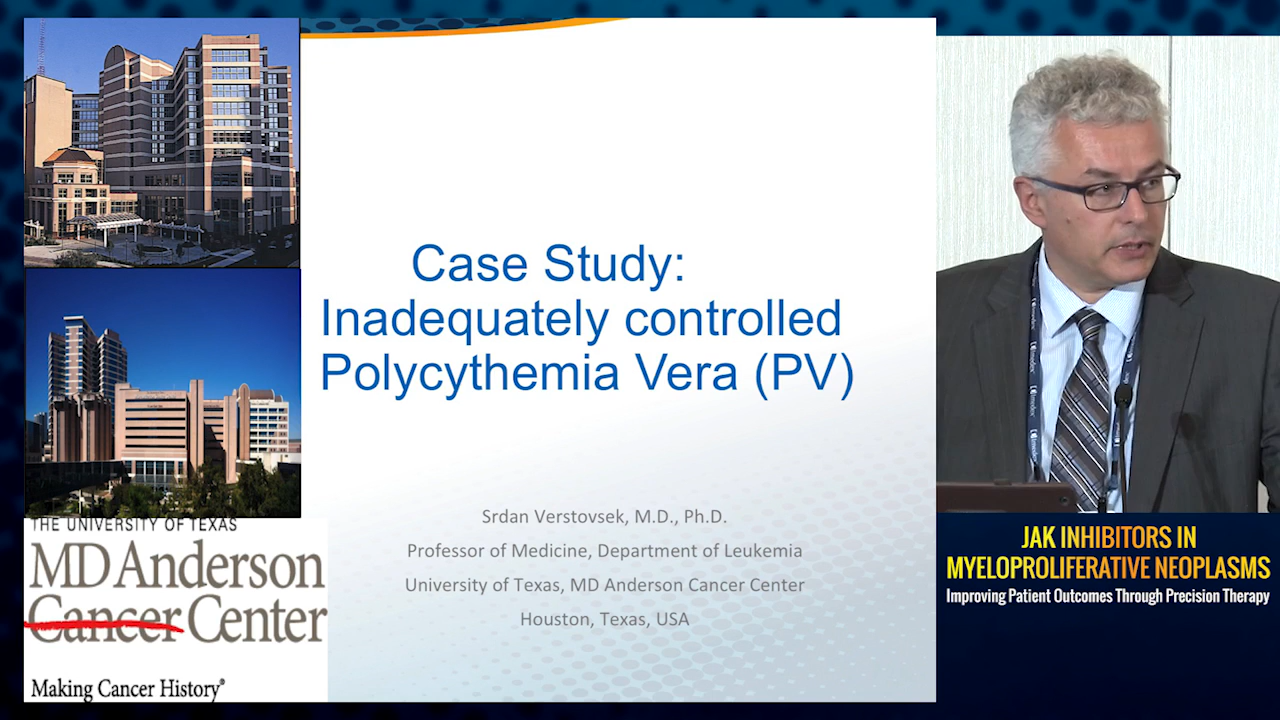 Case Study:
Inadequately controlled
Polycythemia Vera (PV)
Srdan Verstovsek, M.D., Ph.D.
Professor of Medicine, Department of Leukemia
University of Texas, MD Anderson Cancer Center
Houston, Texas, USA
THE UNIVERSITY OF TEXAS
MD Anderson
Cancer Center
Making Cancer History®
JAK INHIBITORS IN
MYELOPROLIFERATIVE NEOPLASMS
Improving Patient Outcomes Through Precision Therapy